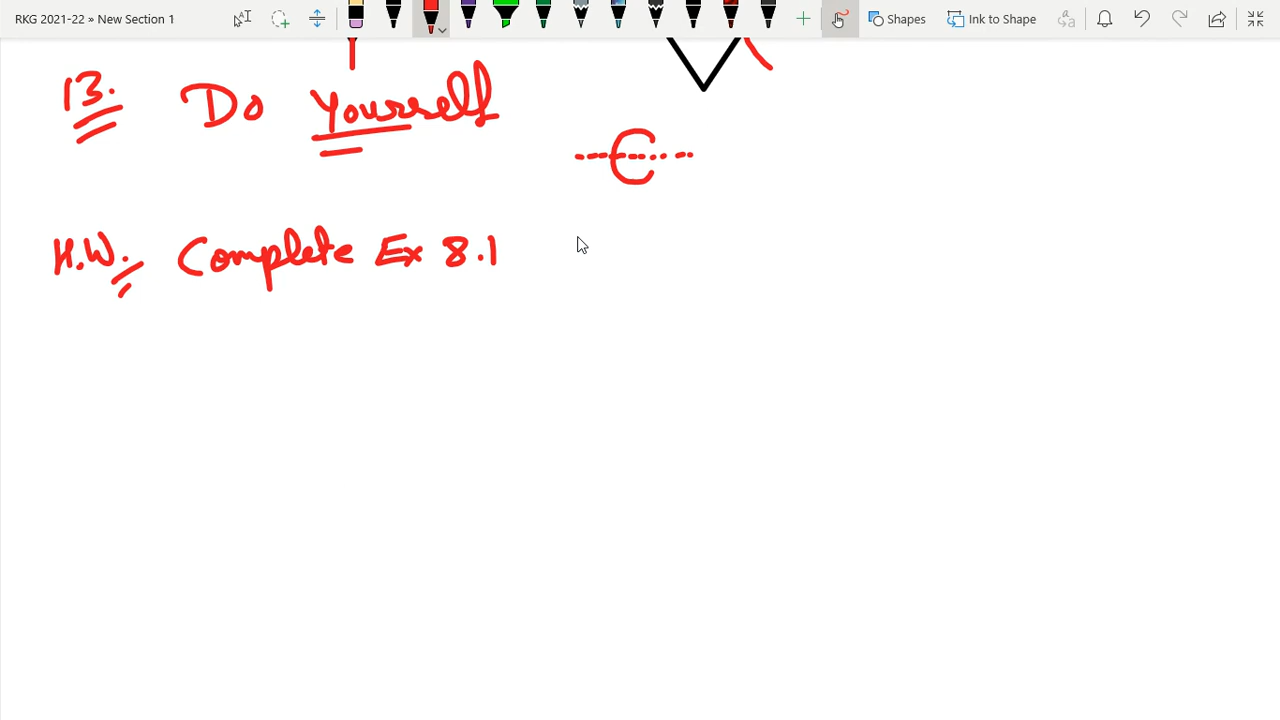 RKG 2021-22 » New Section 1
Shapes
Ink to Shape
13. Do Yourself
C
H.W. Complete Ex 8.1